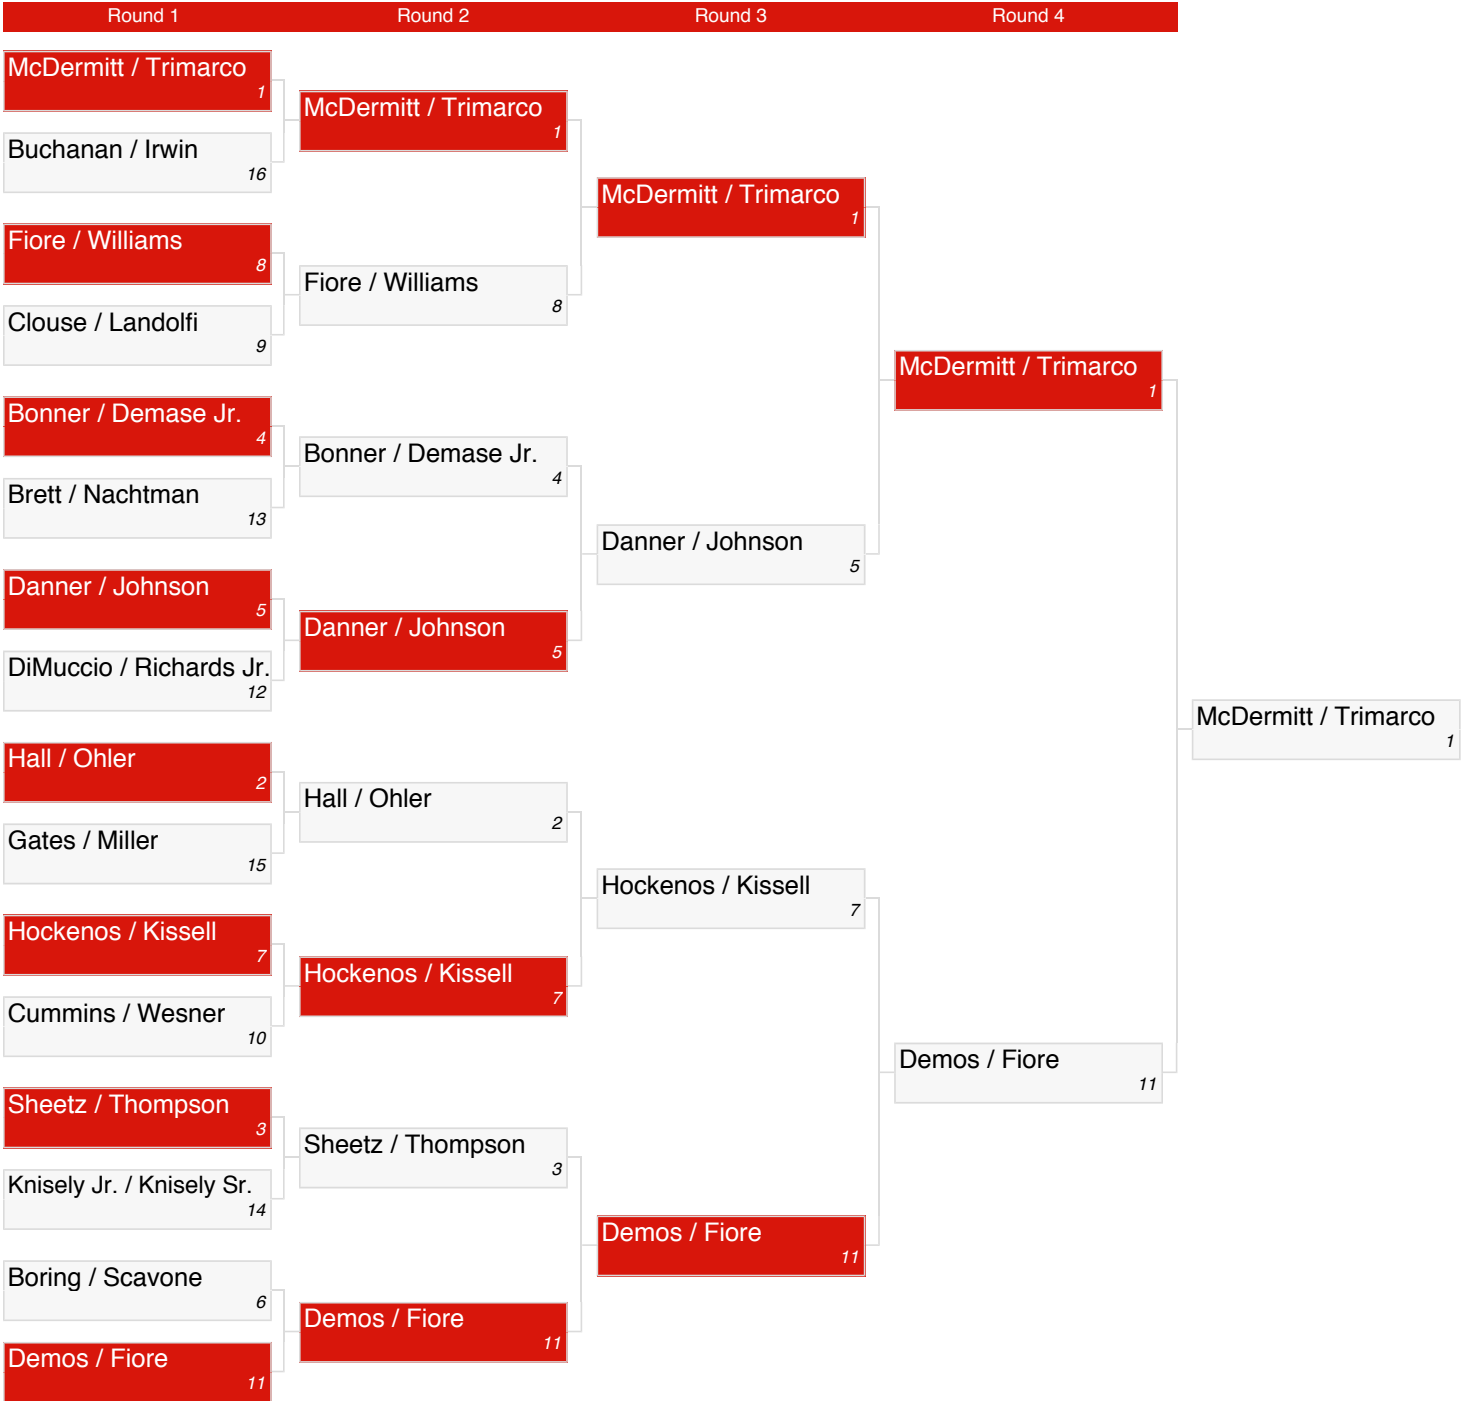 Round 1
Round 2
Round 3
Round 4
McDermitt / Trimarco
1
Buchanan / Irwin
16
Fiore / Williams
8
Clouse / Landolfi
9
Bonner / Demase Jr.
4
Brett / Nachtman
13
Danner / Johnson
5
DiMuccio / Richards Jr.
12
Hall / Ohler
2
Gates / Miller
15
Hockenos / Kissell
7
Cummins / Wesner
10
Sheetz / Thompson
3
Knisely Jr. / Knisely Sr.
14
Boring / Scavone
6
Demos / Fiore
11
McDermitt / Trimarco
1
Fiore / Williams
8
Bonner / Demase Jr.
4
Danner / Johnson
5
Hall / Ohler
2
Hockenos / Kissell
7
Sheetz / Thompson
3
Demos / Fiore
11
McDermitt / Trimarco
1
Danner / Johnson
5
Hockenos / Kissell
7
Demos / Fiore
11
McDermitt / Trimarco
1
Demos / Fiore
11
McDermitt / Trimarco
1